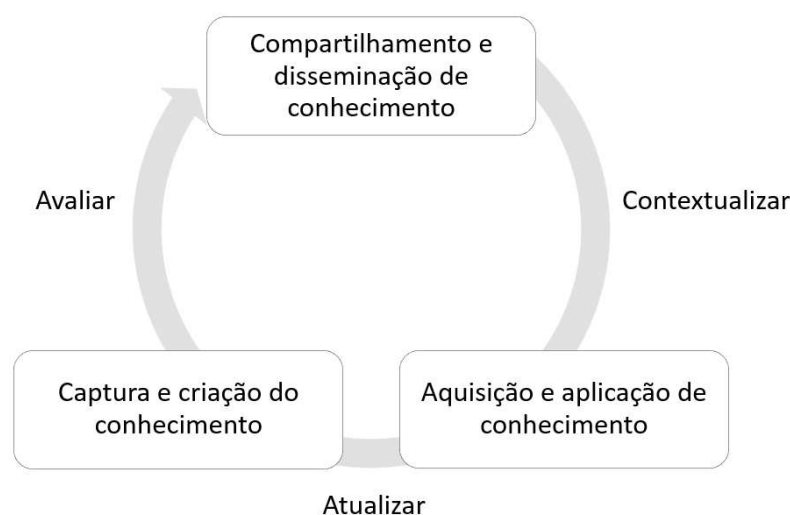 Compartilhamento e
disseminação de
conhecimento
Avaliar
Contextualizar
Captura e criação do
conhecimento
Aquisição e aplicação de
conhecimento
Atualizar